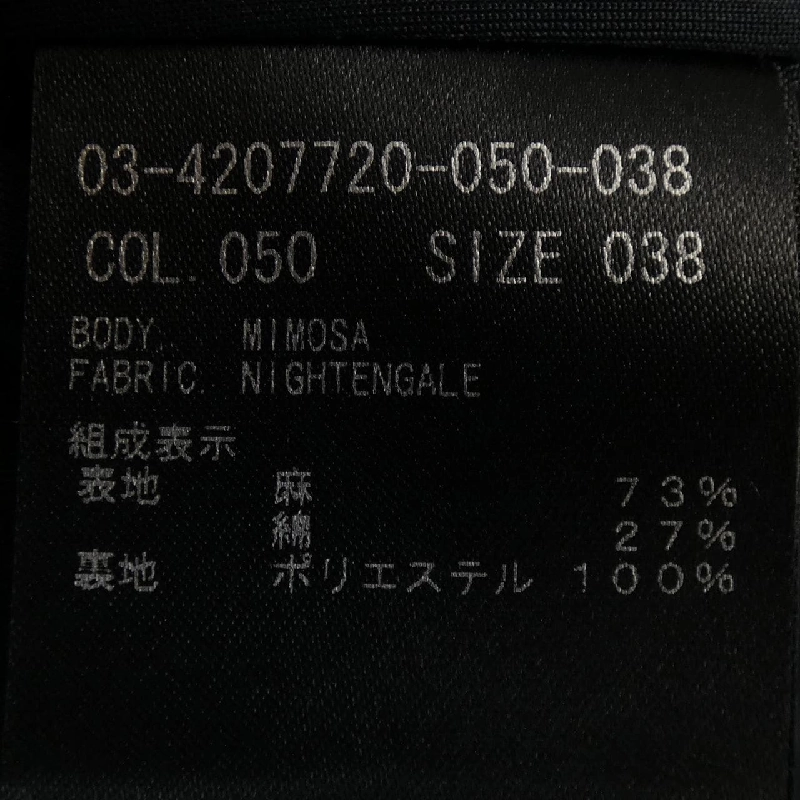 03-4207720-050-038
COL. 050 SIZE 038
BODY. MIMOSA
FABRIC. NIGHTENGALE
組成表示
表地 麻 73%
綿 27%
裏地 ポリエステル 100%